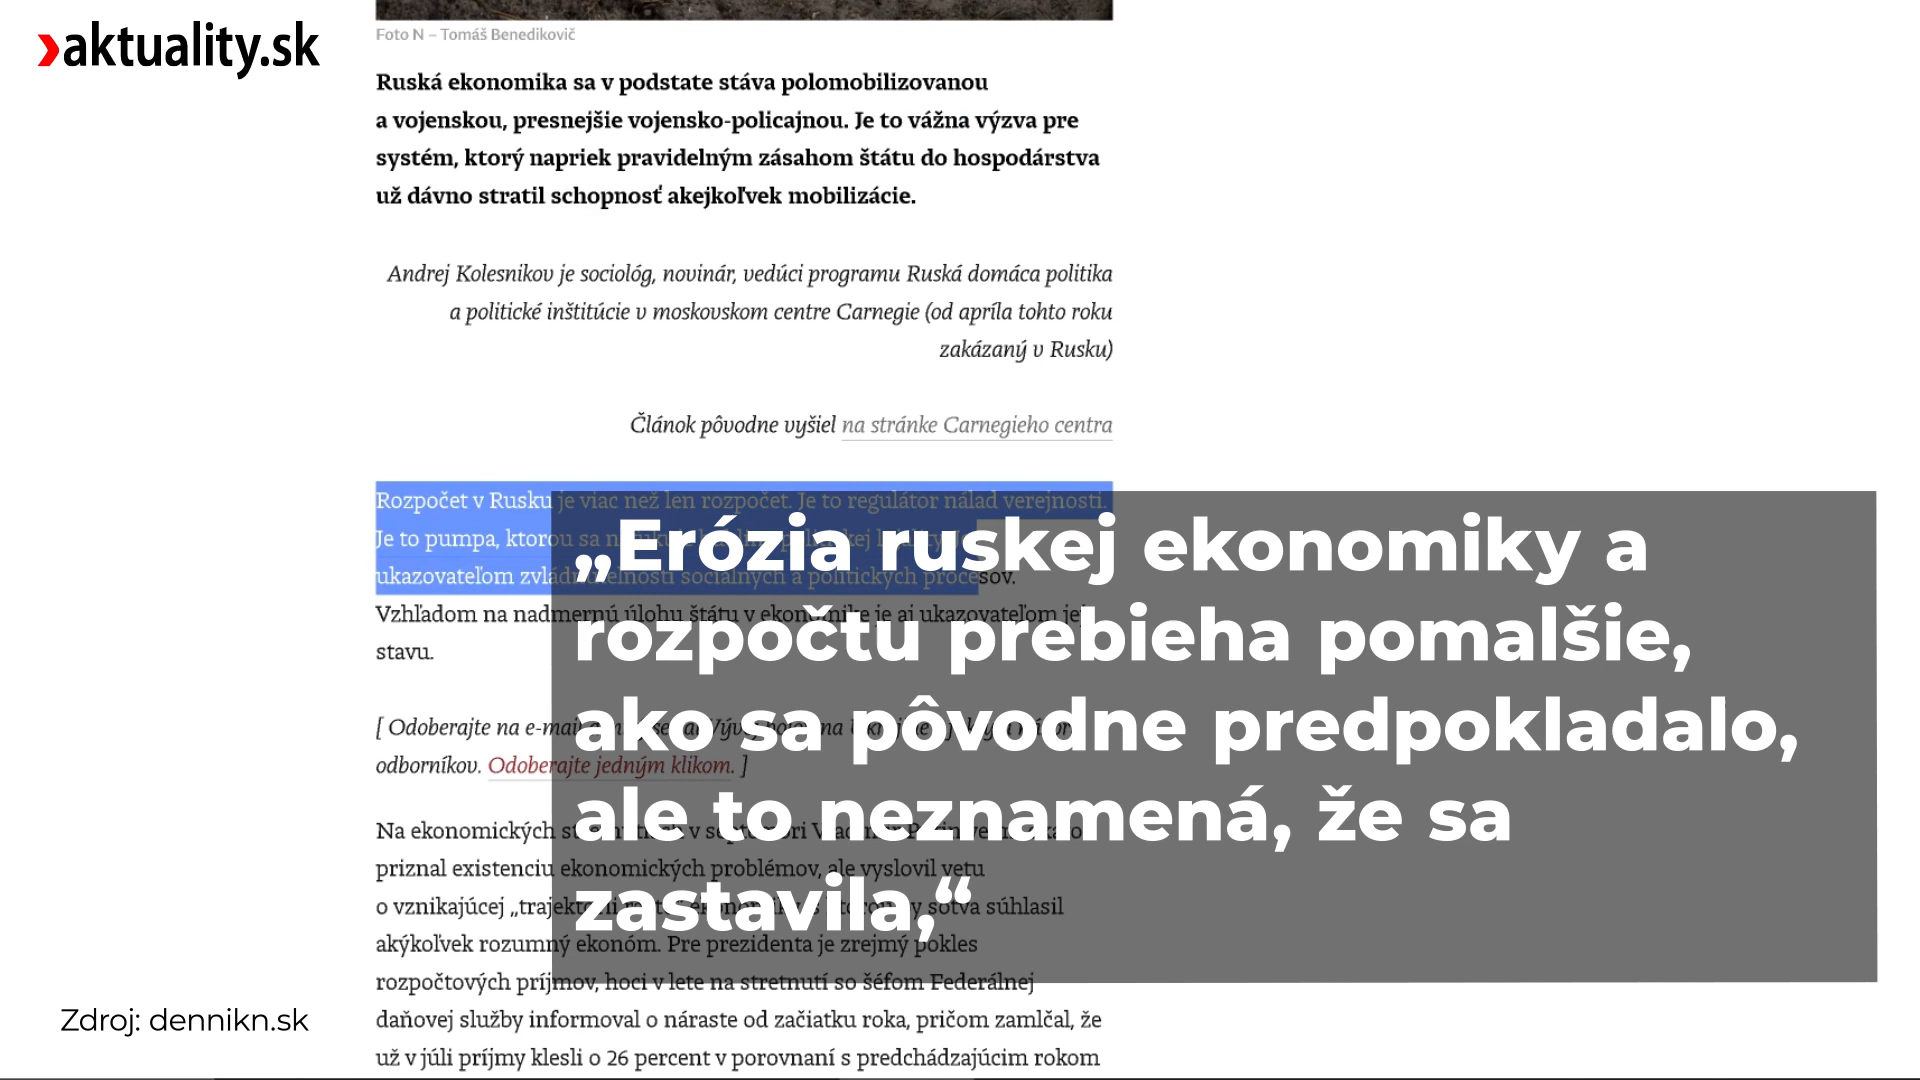 aktuality.sk
Foto N – Tomáš Benedikovič
Ruská ekonomika sa v podstate stáva polomobilizovanou
a vojenskou, presnejšie vojensko-policajnou. Je to vážna výzva pre
systém, ktorý napriek pravidelným zásahom štátu do hospodárstva
už dávno stratil schopnosť akejkoľvek mobilizácie.
Andrej Kolesnikov je sociológ, novinár, vedúci programu Ruská domáca politika
a politické inštitúcie v moskovskom centre Carnegie (od apríla tohto roku
zakázaný v Rusku)
Článok pôvodne vyšiel na stránke Carnegieho centra
Rozpočet v Rusku je viac než len rozpočet. Je to regulátor nálad verejnosti.
Je to pumpa, ktorou sa
ukazovateľom sociálnych a politických procesov.
Vzhľadom na nadmernú úlohu štátu v ekonomike je aj ukazovateľom jej
stavu.
[ Odoberajte na e-mail
odborníkov. Odoberajte jedným klikom. ]
Na ekonomických v septembri Vladimir Putin
priznal existenciu ekonomických problémov, ale vyslovil vetu
o vznikajúcej sotva súhlasil
akýkoľvek rozumný ekonóm. Pre prezidenta je zrejmý pokles
rozpočtových príjmov, hoci v lete na stretnutí so šéfom Federálnej
daňovej služby informoval o náraste od začiatku roka, pričom zamlčal, že
už v júli príjmy klesli o 26 percent v porovnaní s predchádzajúcim rokom
„Erózia ruskej ekonomiky a
rozpočtu prebieha pomalšie,
ako sa pôvodne predpokladalo,
ale to neznamená, že sa
zastavila,“
Zdroj: dennikn.sk